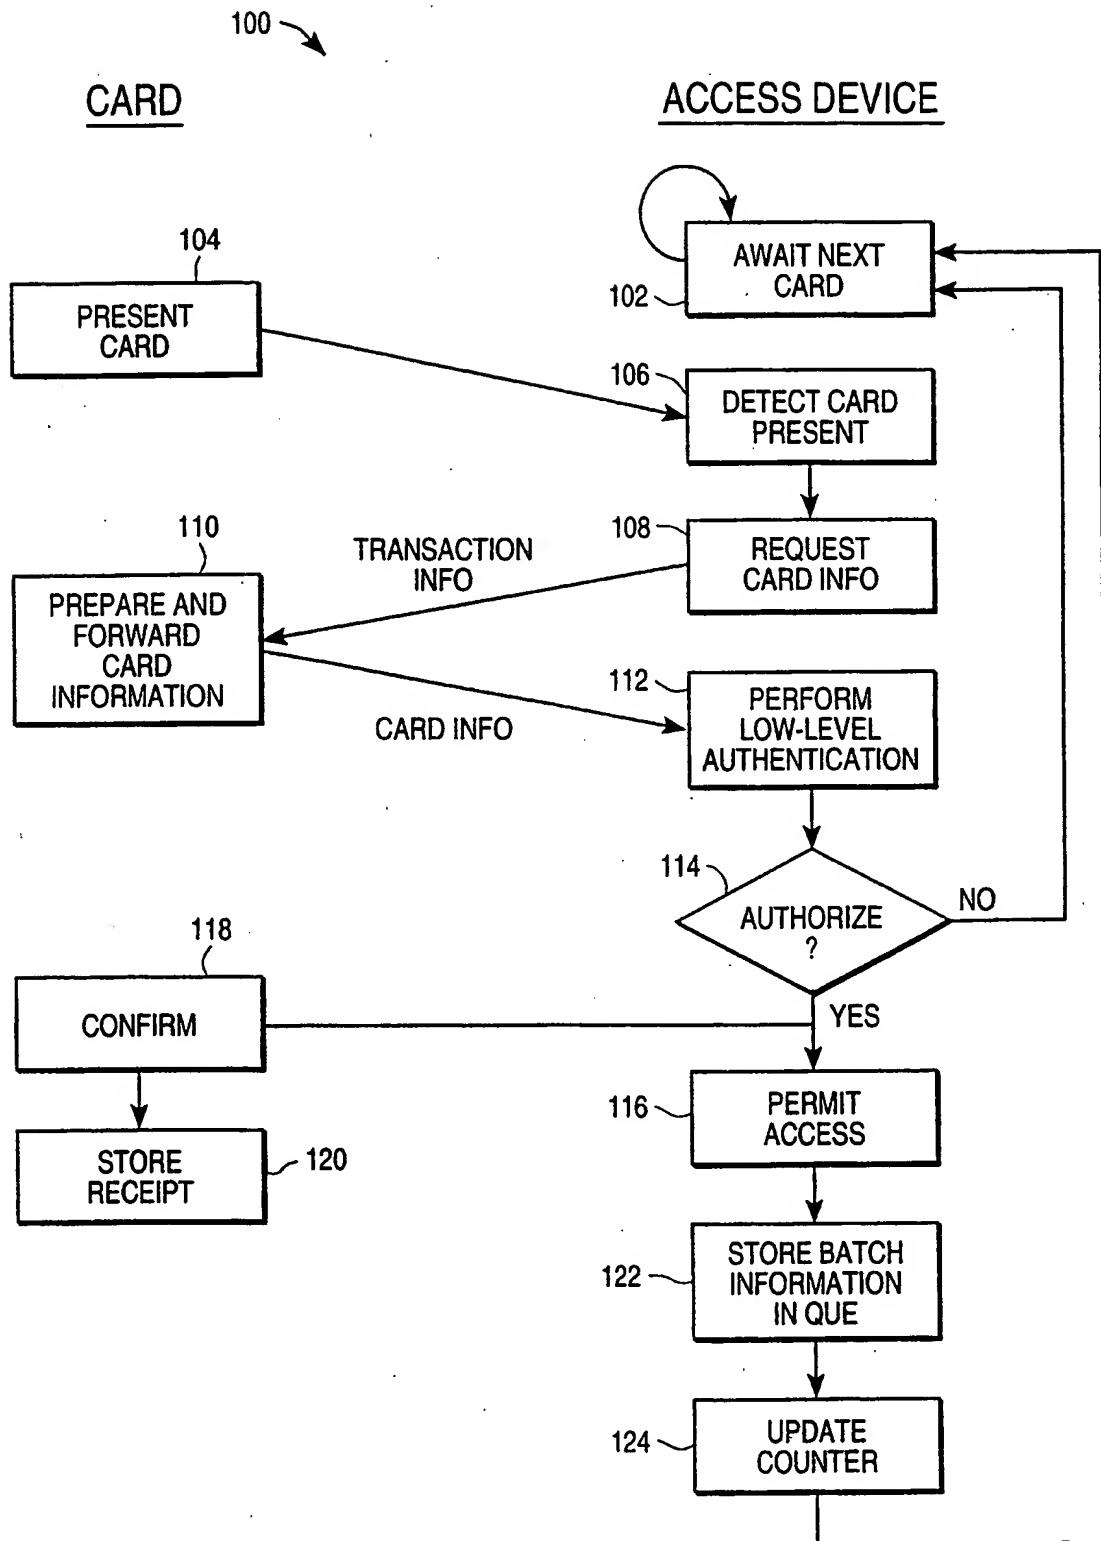 100
CARD
ACCESS DEVICE
104
PRESENT
CARD
AWAIT NEXT
CARD
102
106
DETECT CARD
PRESENT
110
PREPARE AND
FORWARD
CARD
INFORMATION
TRANSACTION
INFO
108
REQUEST
CARD INFO
CARD INFO
112
PERFORM
LOW-LEVEL
AUTHENTICATION
114
AUTHORIZE
?
NO
YES
118
CONFIRM
116
PERMIT
ACCESS
STORE
RECEIPT
120
122
STORE BATCH
INFORMATION
IN QUE
124
UPDATE
COUNTER